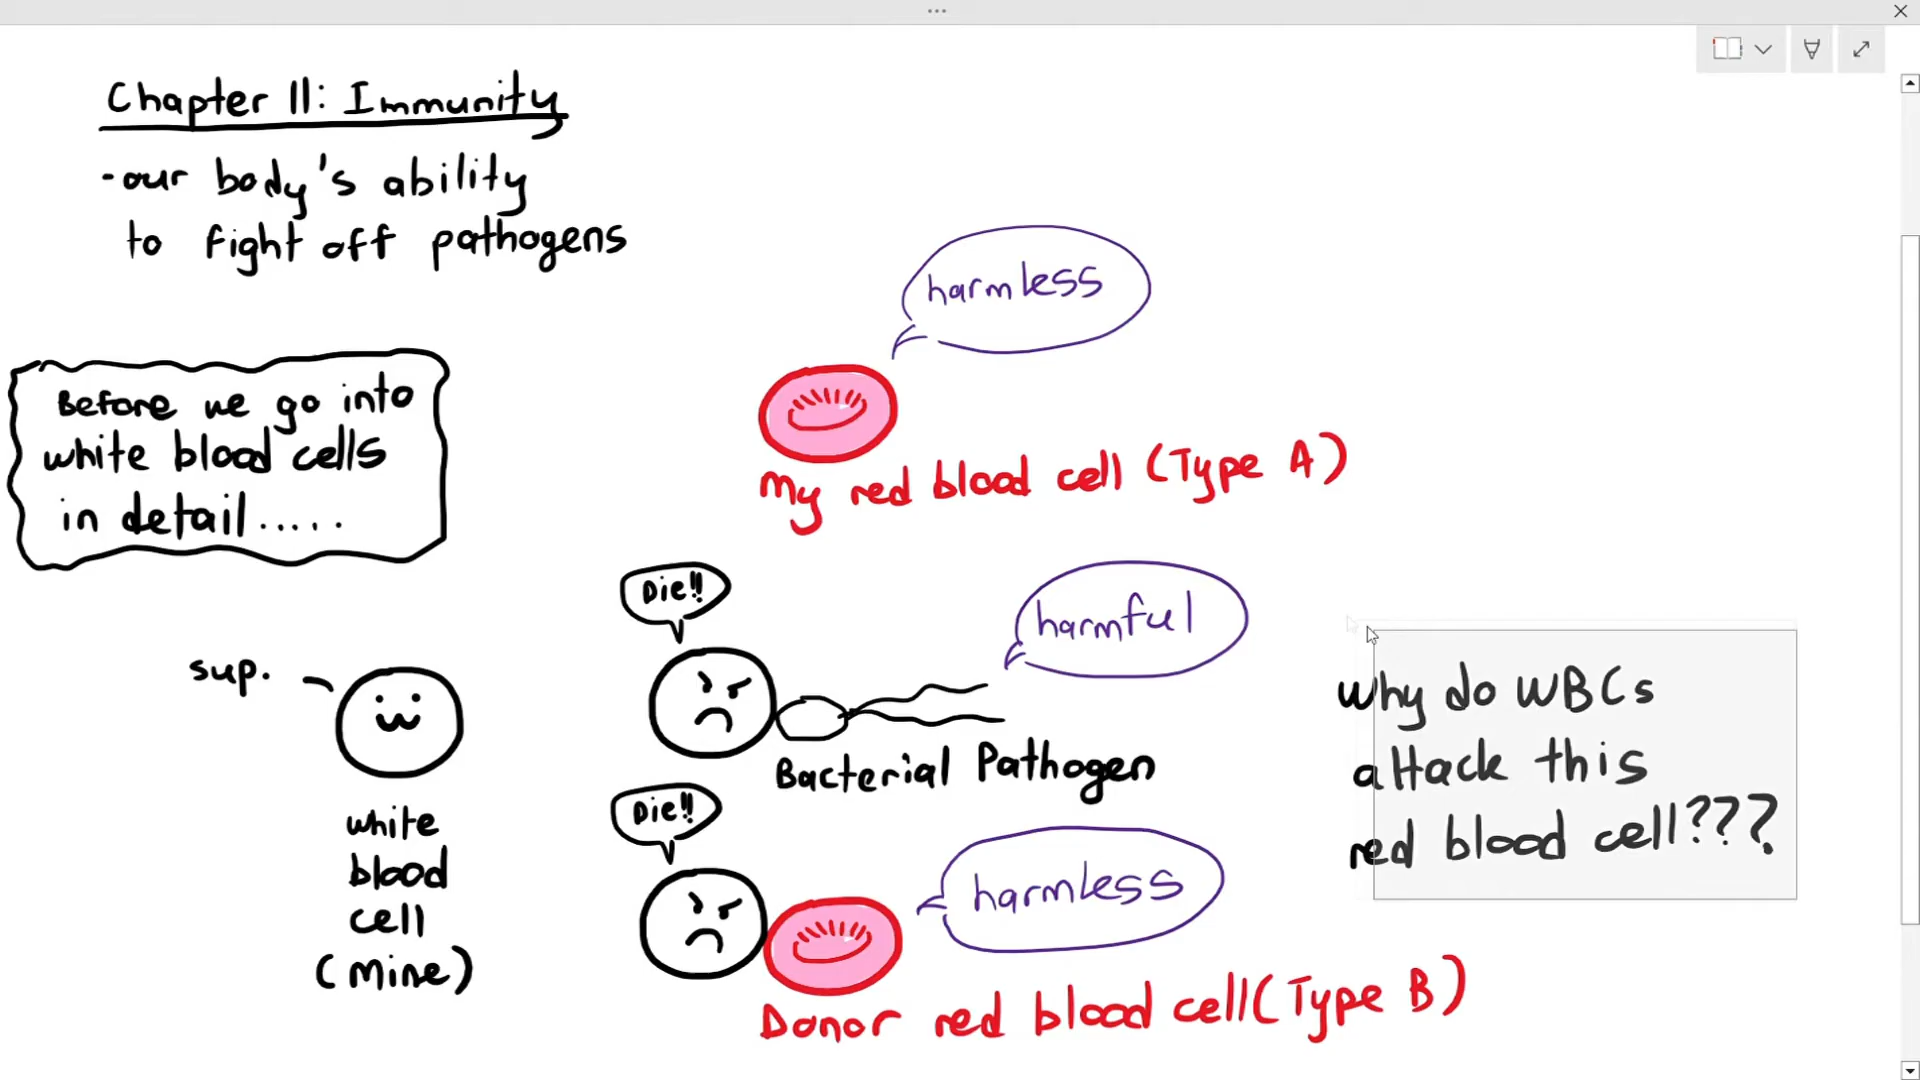 Chapter 11: Immunity
-our body's ability
to fight off pathogens
harmless
Before we go into
white blood cells
in detail.....
My red blood cell (Type A)
Die!!
harmful
sup.
Bacterial Pathogen
why do WBCs
attack this
red blood cell???
Die!!
white
blood
cell
(mine)
harmless
Donor red blood cell (Type B)